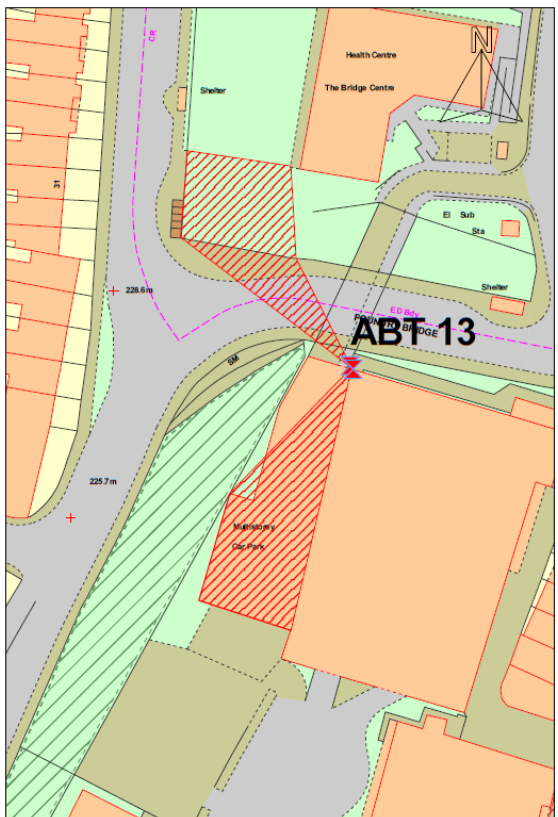 CR
N
Health Centre
The Bridge Centre
Shelter
31
El Sub
Sta
Shelter
228.6m
ED Bdy
ABT 13
SM
225.7m
Multistorey
Car Park